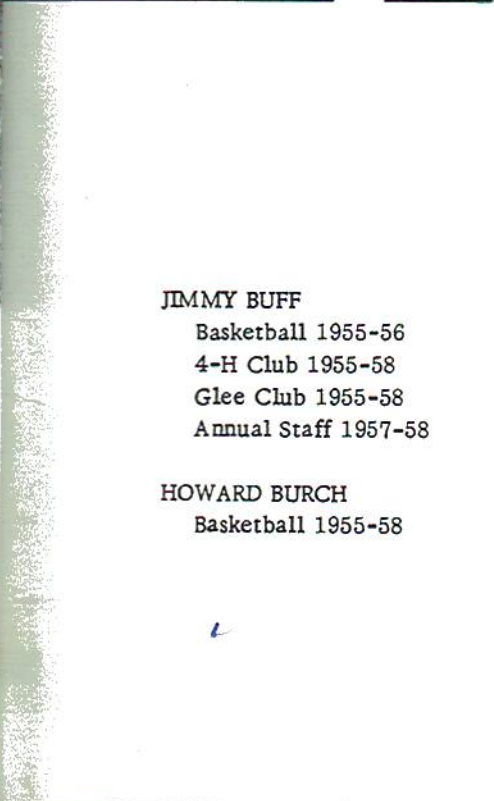 JIMMY BUFF
Basketball 1955-56
4-H Club 1955-58
Glee Club 1955-58
Annual Staff 1957-58
HOWARD BURCH
Basketball 1955-58